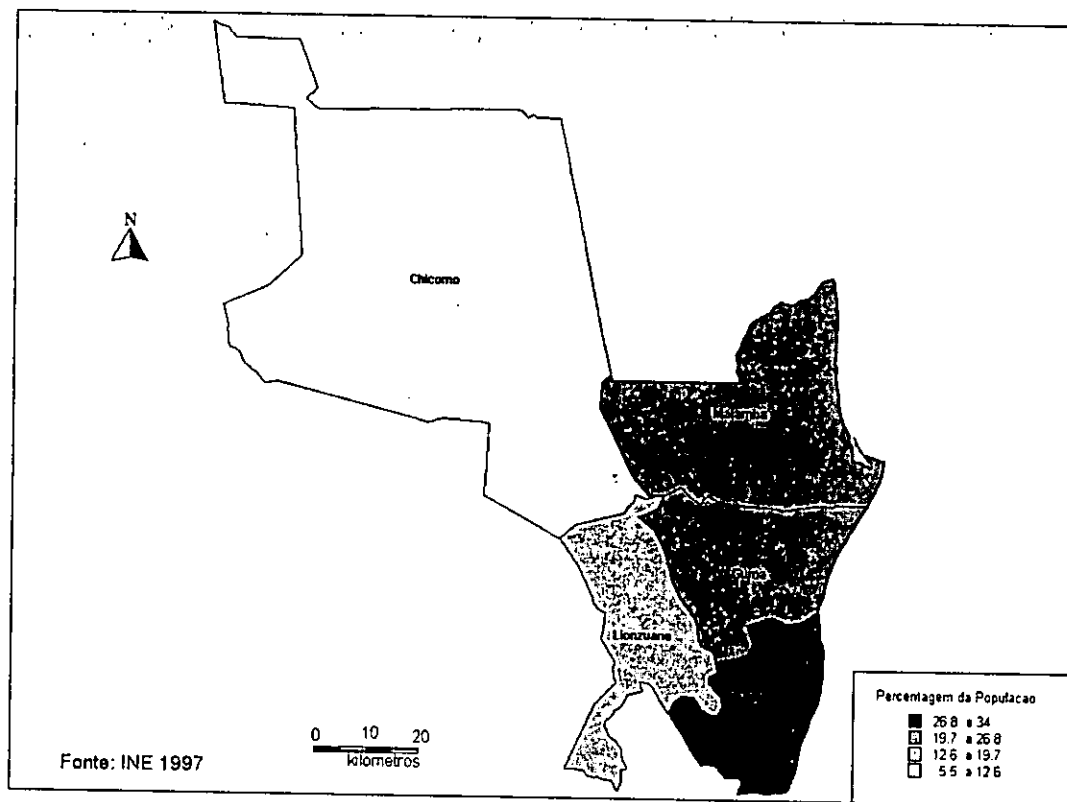 N
Chicomo
Lionzuane
0 10 20
kilometros
Fonte: INE 1997
Percentagem da Populacao
26.8 a 34
19.7 a 26.8
12.6 a 19.7
5.5 a 12.6